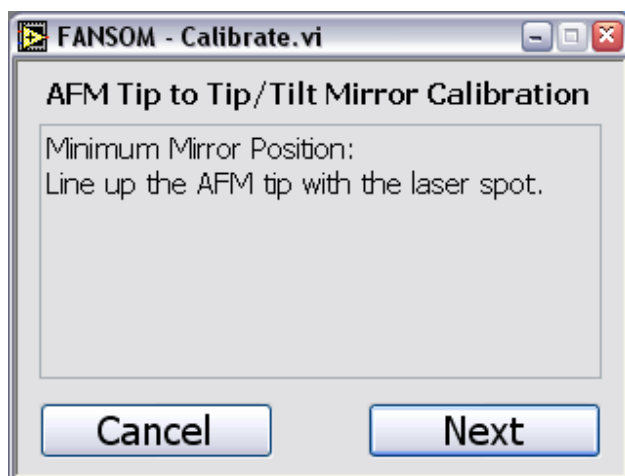 FANSOM - Calibrate.vi
AFM Tip to Tip/Tilt Mirror Calibration
Minimum Mirror Position:
Line up the AFM tip with the laser spot.
Cancel
Next